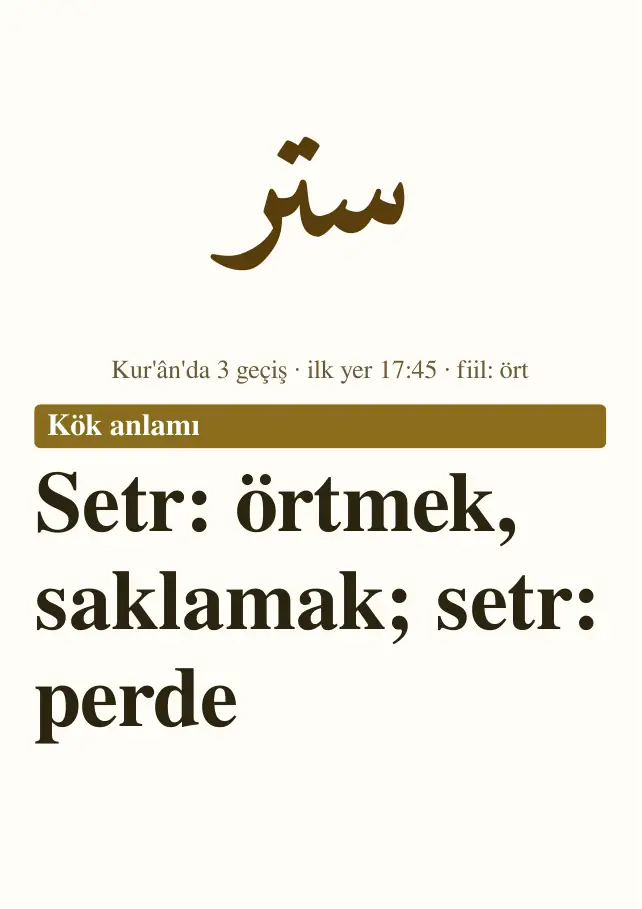 ستر
Kur'ân'da 3 geçiş · ilk yer 17:45 · fiil: ört
Kök anlamı
Setr: örtmek,
saklamak; setr:
perde